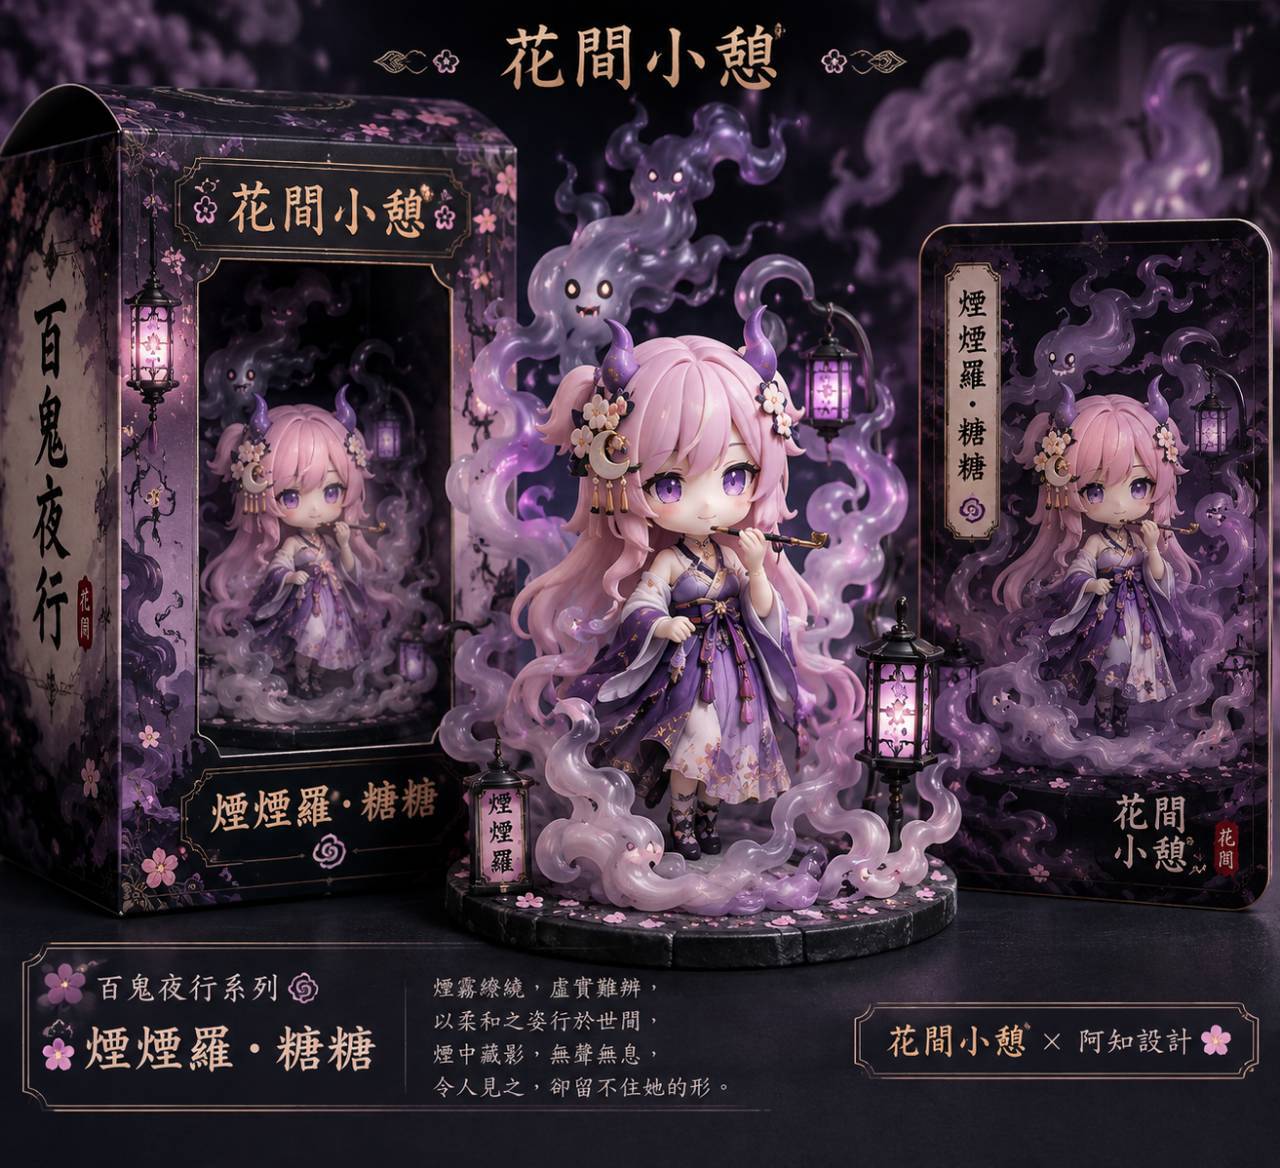 花間小憩
花間小憩
百鬼夜行
花間
煙煙羅・糖糖
煙煙羅
煙煙羅・糖糖
花間
小憩
花間
百鬼夜行系列
煙煙羅・糖糖
煙霧繚繞，虛實難辨，
以柔和之姿行於世間，
煙中藏影，無聲無息，
令人見之，卻留不住她的形。
花間小憩 × 阿知設計